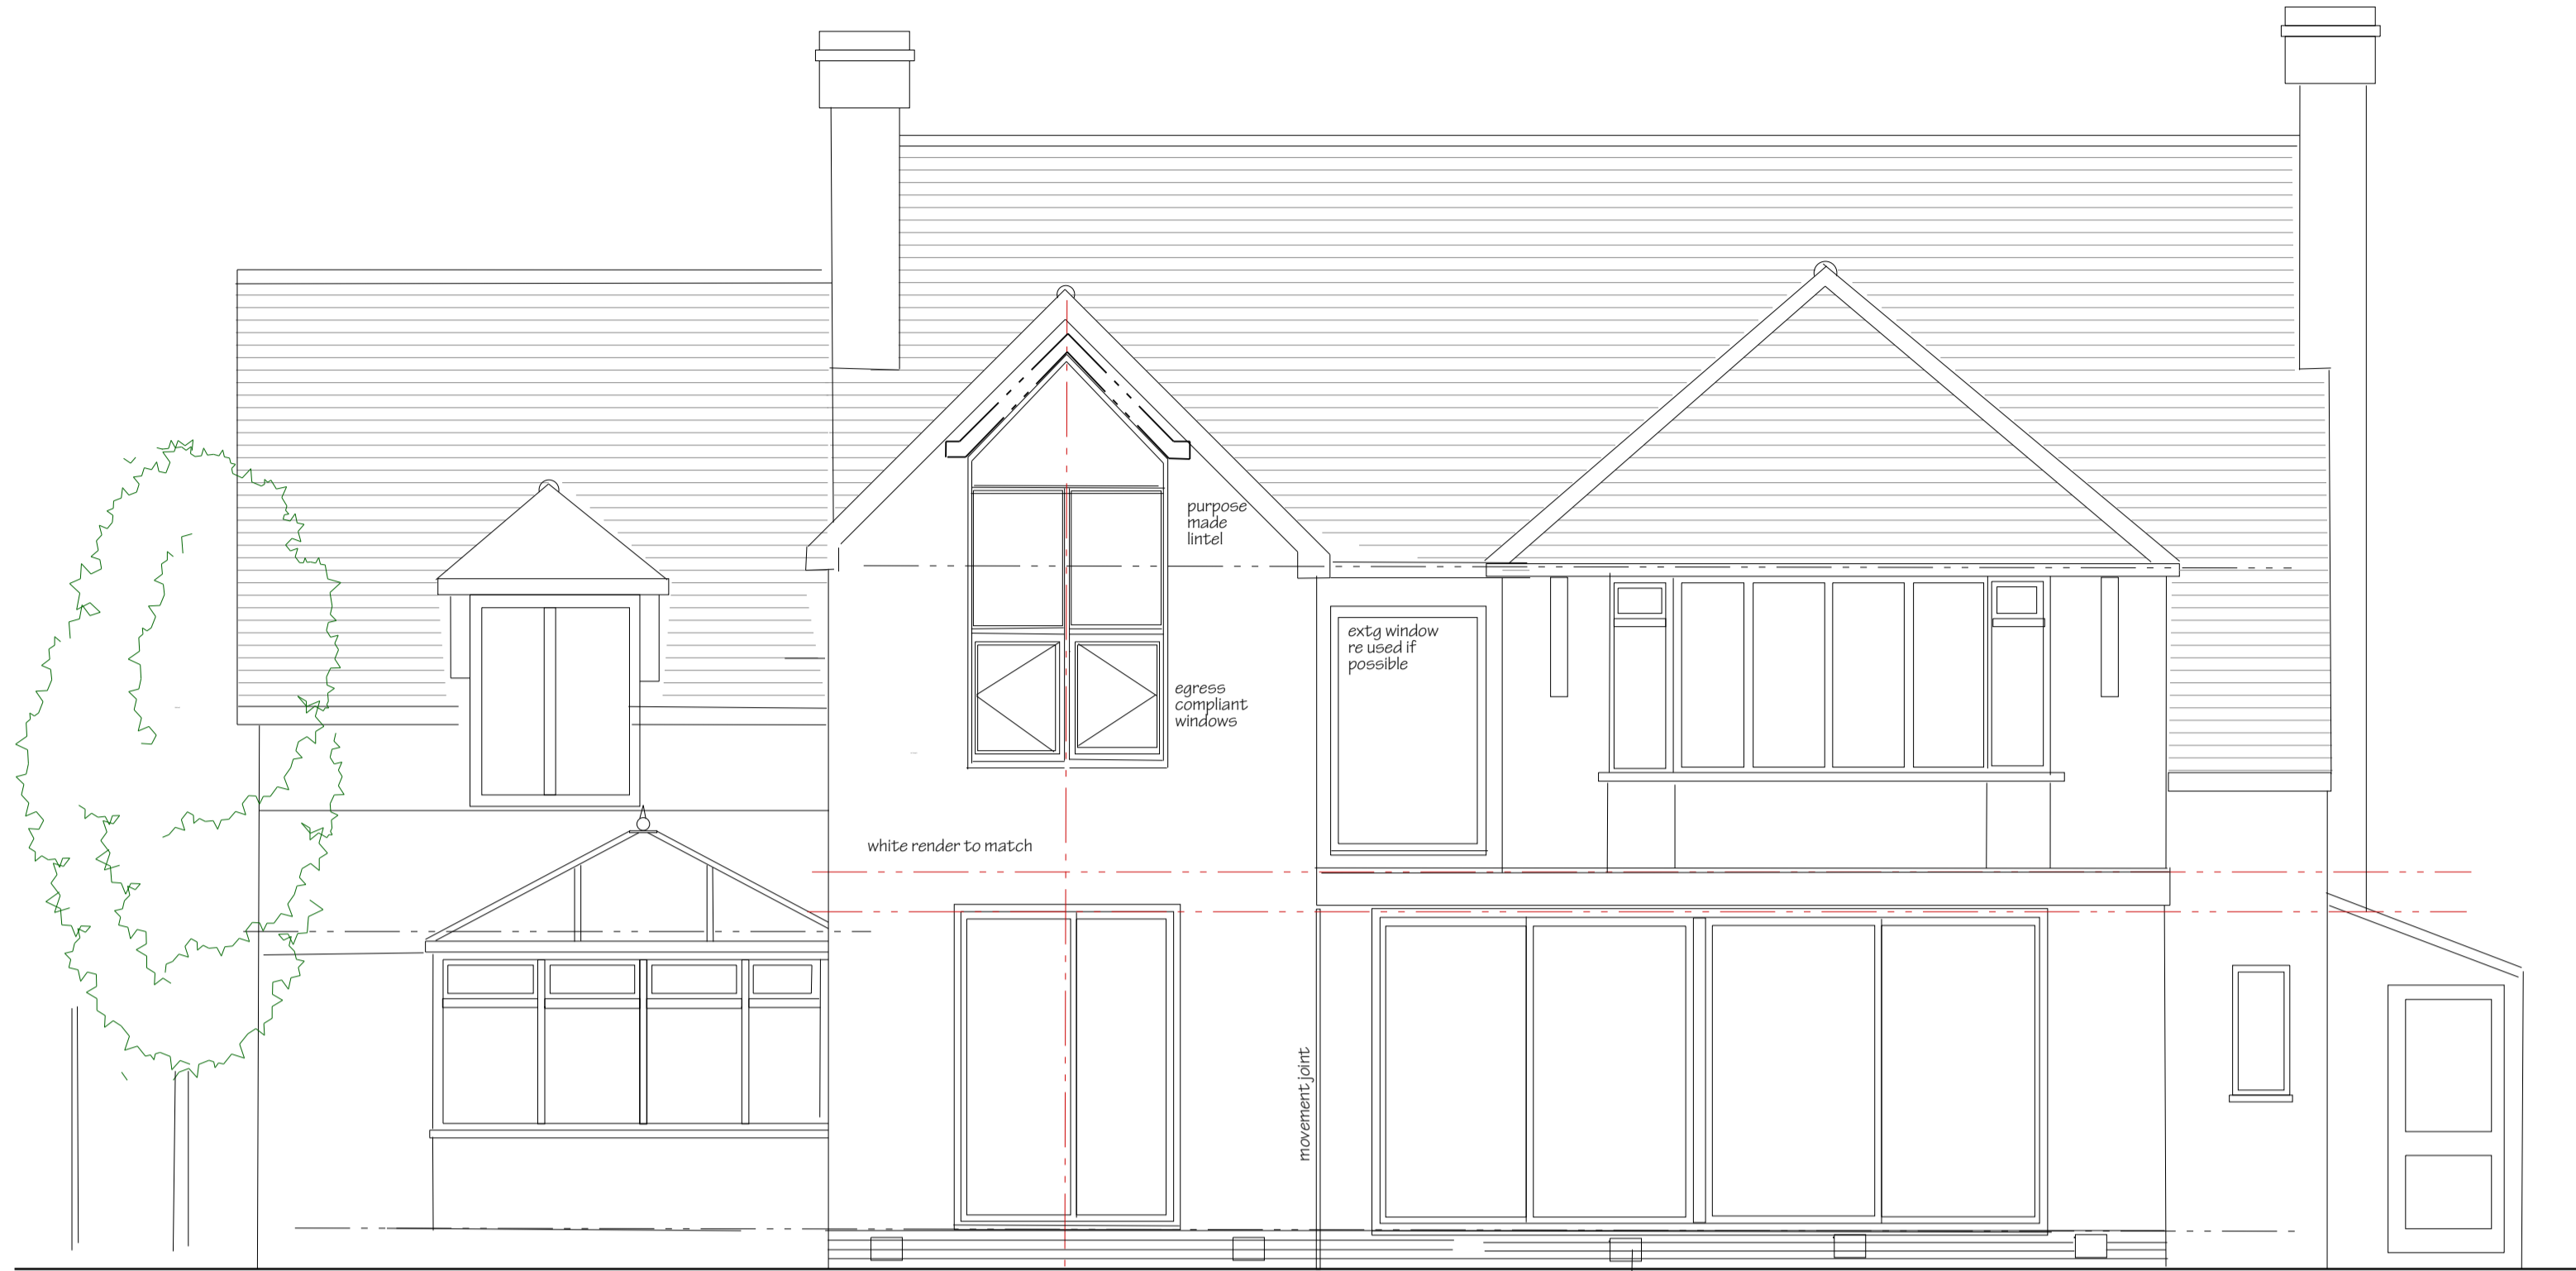 purpose
made
lintel
extg window
re used if
possible
egress
compliant
windows
white render to match
movement joint